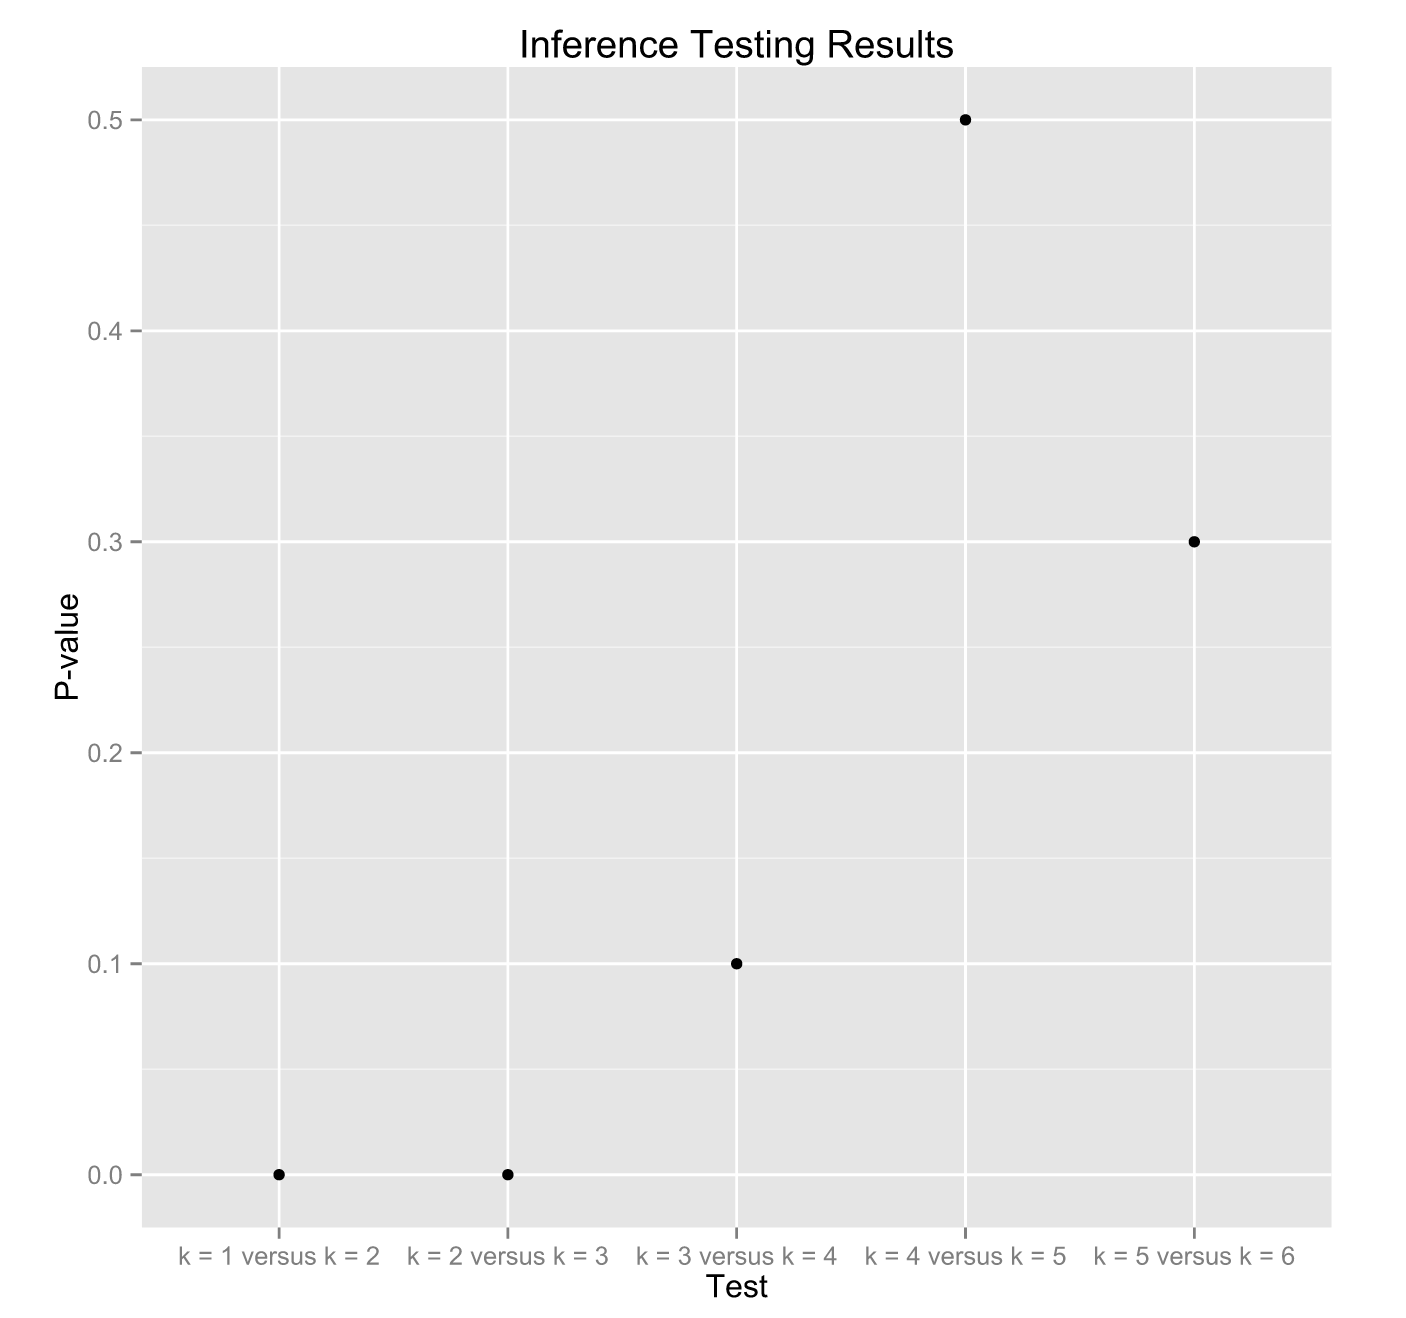 Inference Testing Results
0.5
0.4
0.3
0.2
0.1
0.0
P-value
k = 1 versus k = 2 k = 2 versus k = 3 k = 3 versus k = 4 k = 4 versus k = 5 k = 5 versus k = 6
Test